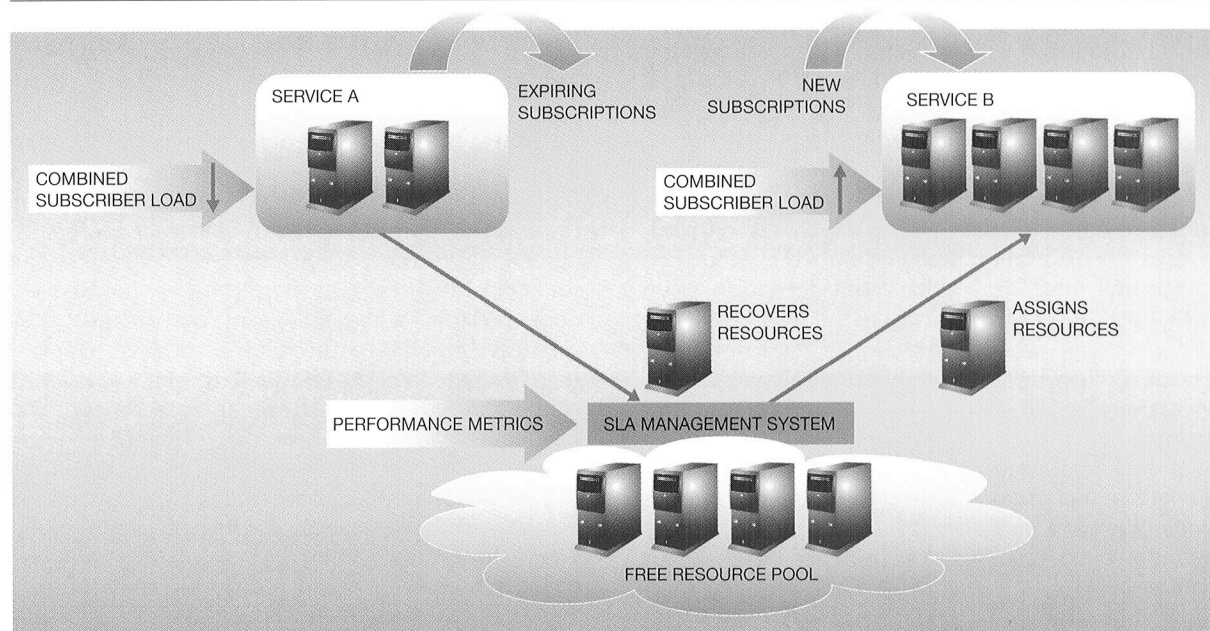 EXPIRING
SUBSCRIPTIONS
NEW
SUBSCRIPTIONS
SERVICE A
SERVICE B
COMBINED
SUBSCRIBER LOAD
COMBINED
SUBSCRIBER LOAD
RECOVERS
RESOURCES
ASSIGNS
RESOURCES
PERFORMANCE METRICS
SLA MANAGEMENT SYSTEM
FREE RESOURCE POOL